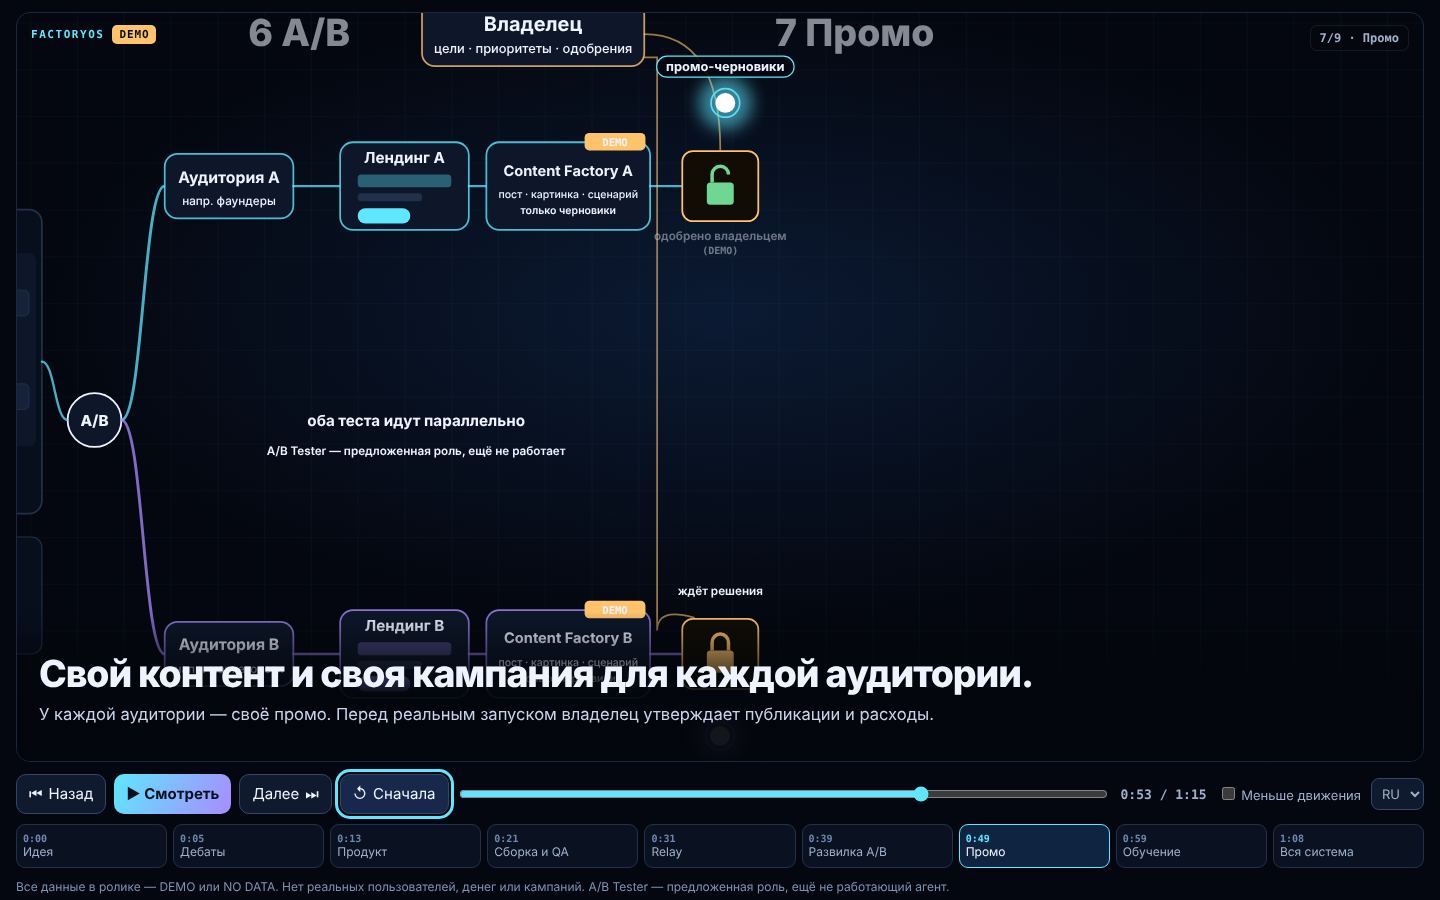 FACTORYOS DEMO
6 A/B
Владелец
цели · приоритеты · одобрения
7 Промо
7/9 · Промо
промо-черновики
Аудитория A
напр. фаундеры
Лендинг A
DEMO
Content Factory A
пост · картинка · сценарий
только черновики
одобрено владельцем
(DEMO)
A/B
оба теста идут параллельно
A/B Tester — предложенная роль, ещё не работает
ждёт решения
Аудитория B
Лендинг B
DEMO
Content Factory B
пост · картинка · сценарий
Свой контент и своя кампания для каждой аудитории.
У каждой аудитории — своё промо. Перед реальным запуском владелец утверждает публикации и расходы.
⏮ Назад
▶ Смотреть
Далее ⏭
↺ Сначала
0:53 / 1:15
Меньше движения
RU
0:00
Идея
0:05
Дебаты
0:13
Продукт
0:21
Сборка и QA
0:31
Relay
0:39
Развилка A/B
0:49
Промо
0:59
Обучение
1:08
Вся система
Все данные в ролике — DEMO или NO DATA. Нет реальных пользователей, денег или кампаний. A/B Tester — предложенная роль, ещё не работающий агент.